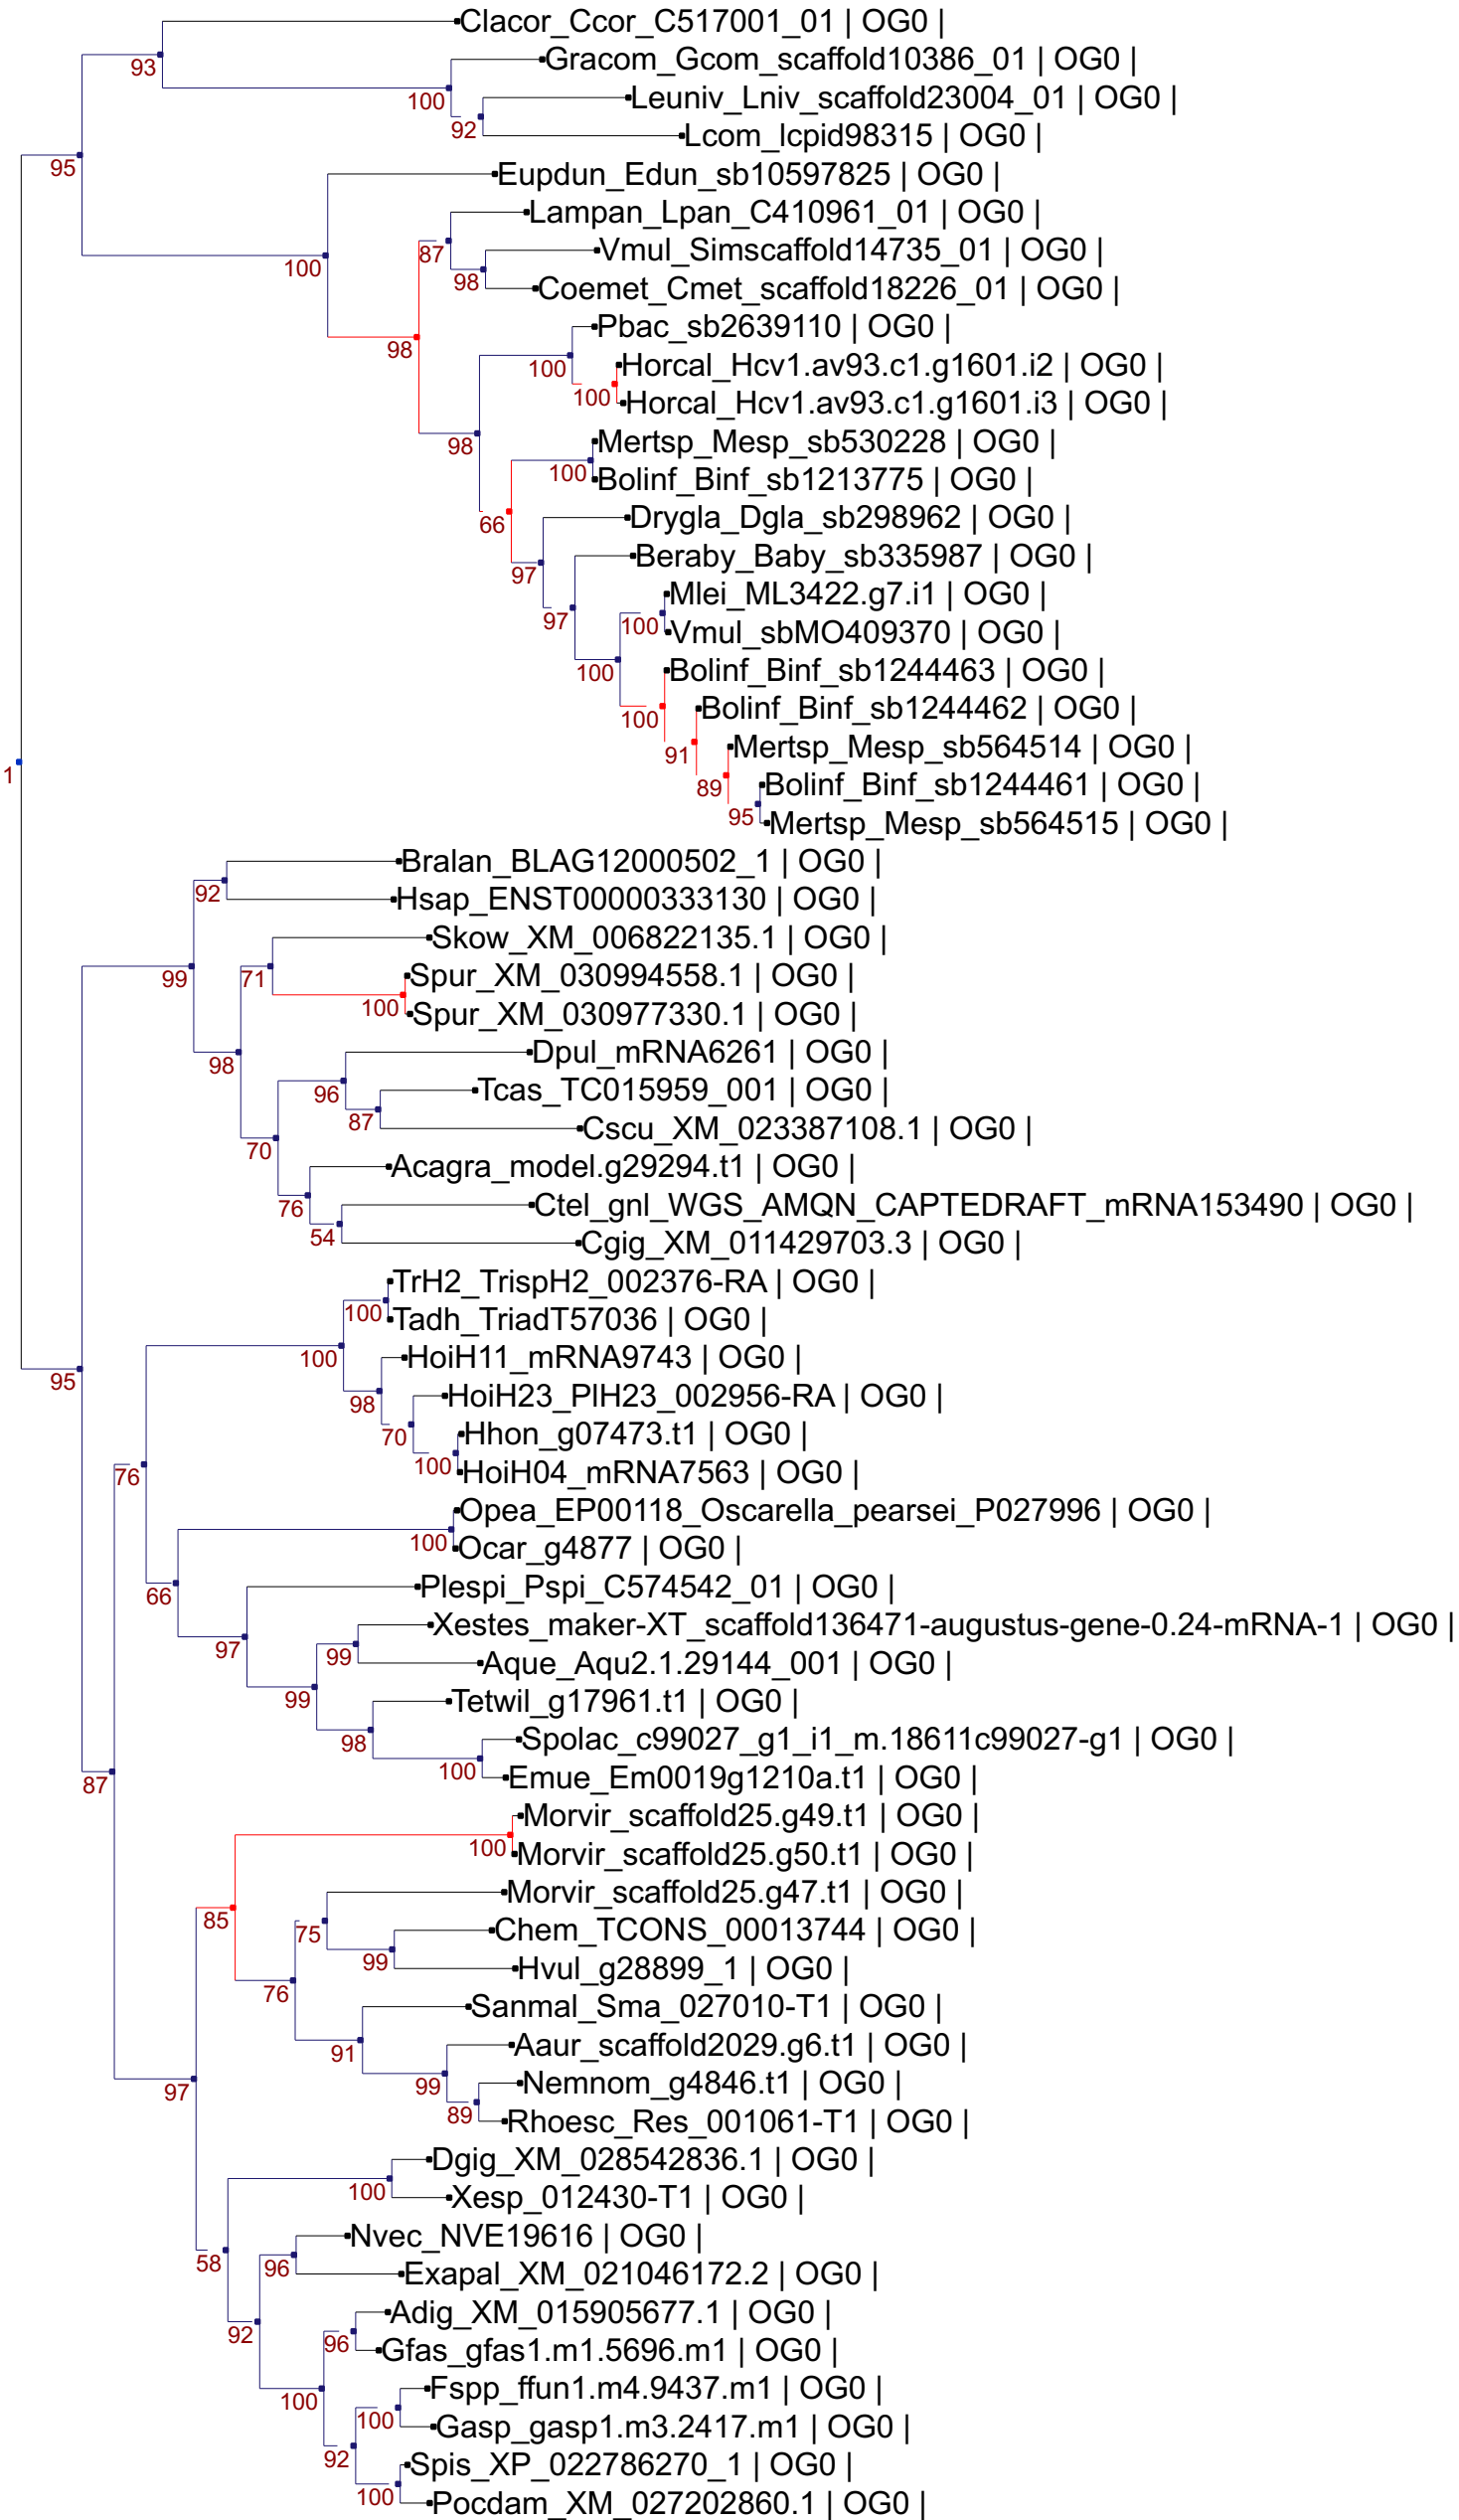 Clacor_Ccor_C517001_01 | OG0 |
93
Gracom_Gcom_scaffold10386_01 | OG0 |
100
Leuniv_Lniv_scaffold23004_01 | OG0 |
92
Lcom_lcpid98315 | OG0 |
95
Eupdun_Edun_sb10597825 | OG0 |
Lampan_Lpan_C410961_01 | OG0 |
87
Vmul_Simscaffold14735_01 | OG0 |
100
98
Coemet_Cmet_scaffold18226_01 | OG0 |
Pbac_sb2639110 | OG0 |
98
100
Horcal_Hcv1.av93.c1.g1601.i2 | OG0 |
100
Horcal_Hcv1.av93.c1.g1601.i3 | OG0 |
98
Mertsp_Mesp_sb530228 | OG0 |
100
Bolinf_Binf_sb1213775 | OG0 |
66
Drygla_Dgla_sb298962 | OG0 |
Beraby_Baby_sb335987 | OG0 |
97
Mlei_ML3422.g7.i1 | OG0 |
97
100
Vmul_sbMO409370 | OG0 |
100
Bolinf_Binf_sb1244463 | OG0 |
Bolinf_Binf_sb1244462 | OG0 |
100
Mertsp_Mesp_sb564514 | OG0 |
91
1
Bolinf_Binf_sb1244461 | OG0 |
89
95
Mertsp_Mesp_sb564515 | OG0 |
Bralan_BLAG12000502_1 | OG0 |
92
Hsap_ENST00000333130 | OG0 |
Skow_XM_006822135.1 | OG0 |
99
71
Spur_XM_030994558.1 | OG0 |
100
Spur_XM_030977330.1 | OG0 |
98
Dpul_mRNA6261 | OG0 |
96
Tcas_TC015959_001 | OG0 |
87
Cscu_XM_023387108.1 | OG0 |
70
Acagra_model.g29294.t1 | OG0 |
76
Ctel_gnl_WGS_AMQN_CAPTEDRAFT_mRNA153490 | OG0 |
54
Cgig_XM_011429703.3 | OG0 |
TrH2_TrispH2_002376-RA | OG0 |
100
Tadh_TriadT57036 | OG0 |
100
HoiH11_mRNA9743 | OG0 |
95
98
HoiH23_PlH23_002956-RA | OG0 |
70
Hhon_g07473.t1 | OG0 |
100
HoiH04_mRNA7563 | OG0 |
76
Opea_EP00118_Oscarella_pearsei_P027996 | OG0 |
100
Ocar_g4877 | OG0 |
66
Plespi_Pspi_C574542_01 | OG0 |
Xestes_maker-XT_scaffold136471-augustus-gene-0.24-mRNA-1 | OG0 |
97
99
Aque_Aqu2.1.29144_001 | OG0 |
99
Tetwil_g17961.t1 | OG0 |
98
Spolac_c99027_g1_i1_m.18611c99027-g1 | OG0 |
100
Emue_Em0019g1210a.t1 | OG0 |
87
Morvir_scaffold25.g49.t1 | OG0 |
100
Morvir_scaffold25.g50.t1 | OG0 |
Morvir_scaffold25.g47.t1 | OG0 |
85
75
Chem_TCONS_00013744 | OG0 |
99
Hvul_g28899_1 | OG0 |
76
Sanmal_Sma_027010-T1 | OG0 |
91
Aaur_scaffold2029.g6.t1 | OG0 |
99
Nemnom_g4846.t1 | OG0 |
97
89
Rhoesc_Res_001061-T1 | OG0 |
Dgig_XM_028542836.1 | OG0 |
100
Xesp_012430-T1 | OG0 |
Nvec_NVE19616 | OG0 |
58
96
Exapal_XM_021046172.2 | OG0 |
Adig_XM_015905677.1 | OG0 |
92
96
Gfas_gfas1.m1.5696.m1 | OG0 |
100
Fspp_ffun1.m4.9437.m1 | OG0 |
100
Gasp_gasp1.m3.2417.m1 | OG0 |
92
Spis_XP_022786270_1 | OG0 |
100
Pocdam_XM_027202860.1 | OG0 |